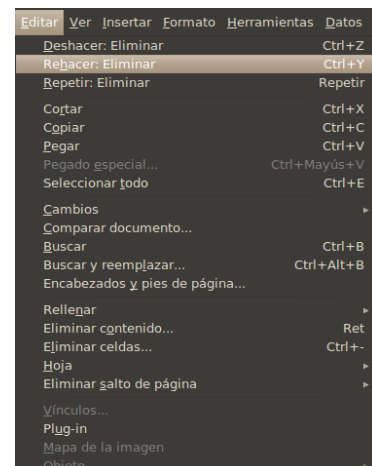 Editar Ver Insertar Formato Herramientas Datos
Deshacer: Eliminar Ctrl+Z
Rehacer: Eliminar Ctrl+Y
Repetir: Eliminar Repetir
Cortar Ctrl+X
Copiar Ctrl+C
Pegar Ctrl+V
Pegado especial... Ctrl+Mayús+V
Seleccionar todo Ctrl+E
Cambios
Comparar documento...
Buscar Ctrl+B
Buscar y reemplazar... Ctrl+Alt+B
Encabezados y pies de página...
Rellenar
Eliminar contenido... Ret
Eliminar celdas... Ctrl+-
Hoja
Eliminar salto de página
Vínculos...
Plug-in
Mapa de la imagen
Objeto